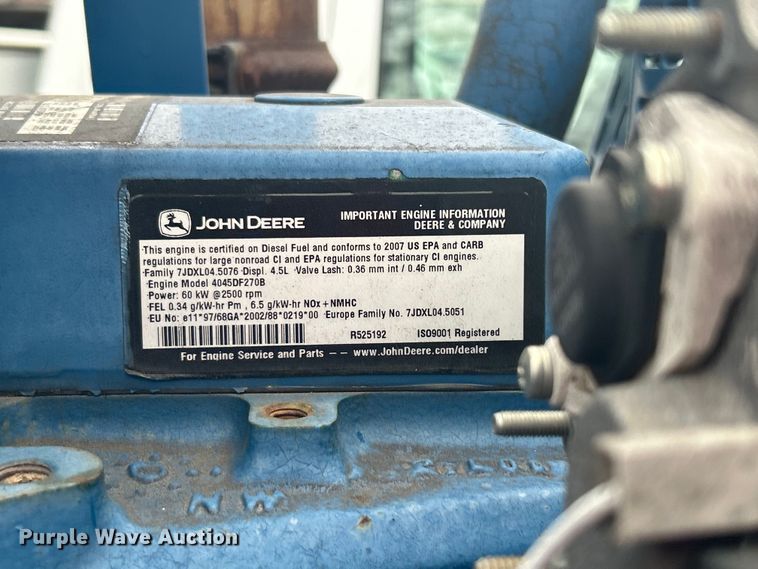 JOHN DEERE
IMPORTANT ENGINE INFORMATION
DEERE & COMPANY
This engine is certified on Diesel Fuel and conforms to 2007 US EPA and CARB
regulations for large nonroad CI and EPA regulations for stationary CI engines.
Family 7JDXL04.5076 Displ. 4.5L Valve Lash: 0.36 mm int / 0.46 mm exh
Engine Model 4045DF270B
Power: 60 kW @2500 rpm
FEL 0.34 g/kW-hr Pm , 6.5 g/kW-hr NOx + NMHC
EU No: e11*97/68GA*2002/88*0219*00 Europe Family No. 7JDXL04.5051
R525192 ISO9001 Registered
For Engine Service and Parts -- www.JohnDeere.com/dealer
NW
Purple Wave Auction